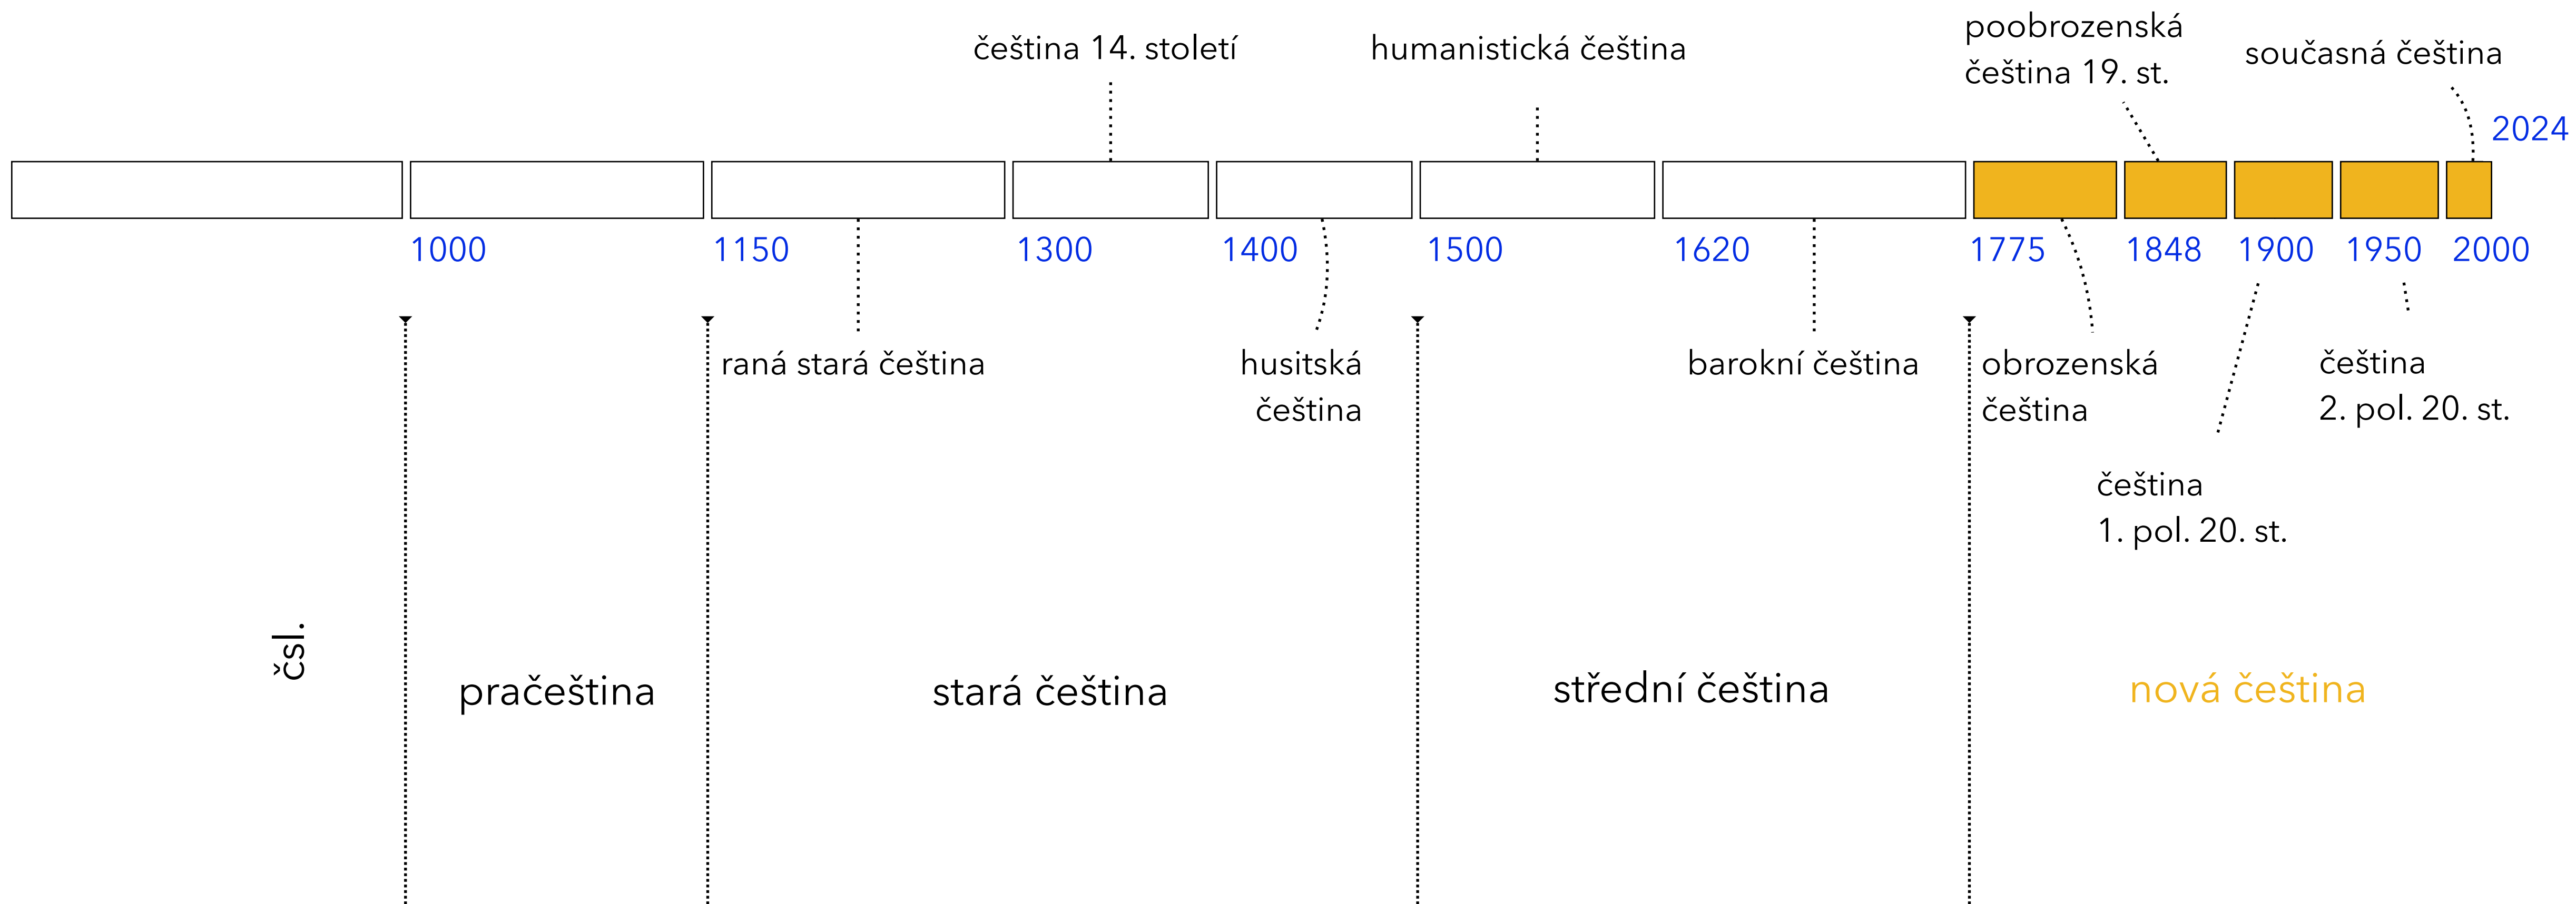 čeština 14. století
humanistická čeština
poobrozenská
čeština 19. st.
současná čeština
2024
1000
1150
1300
1400
1500
1620
1775
1848
1900
1950
2000
raná stará čeština
husitská
čeština
barokní čeština
obrozenská
čeština
čeština
2. pol. 20. st.
čeština
1. pol. 20. st.
čsl.
pračeština
stará čeština
střední čeština
nová čeština